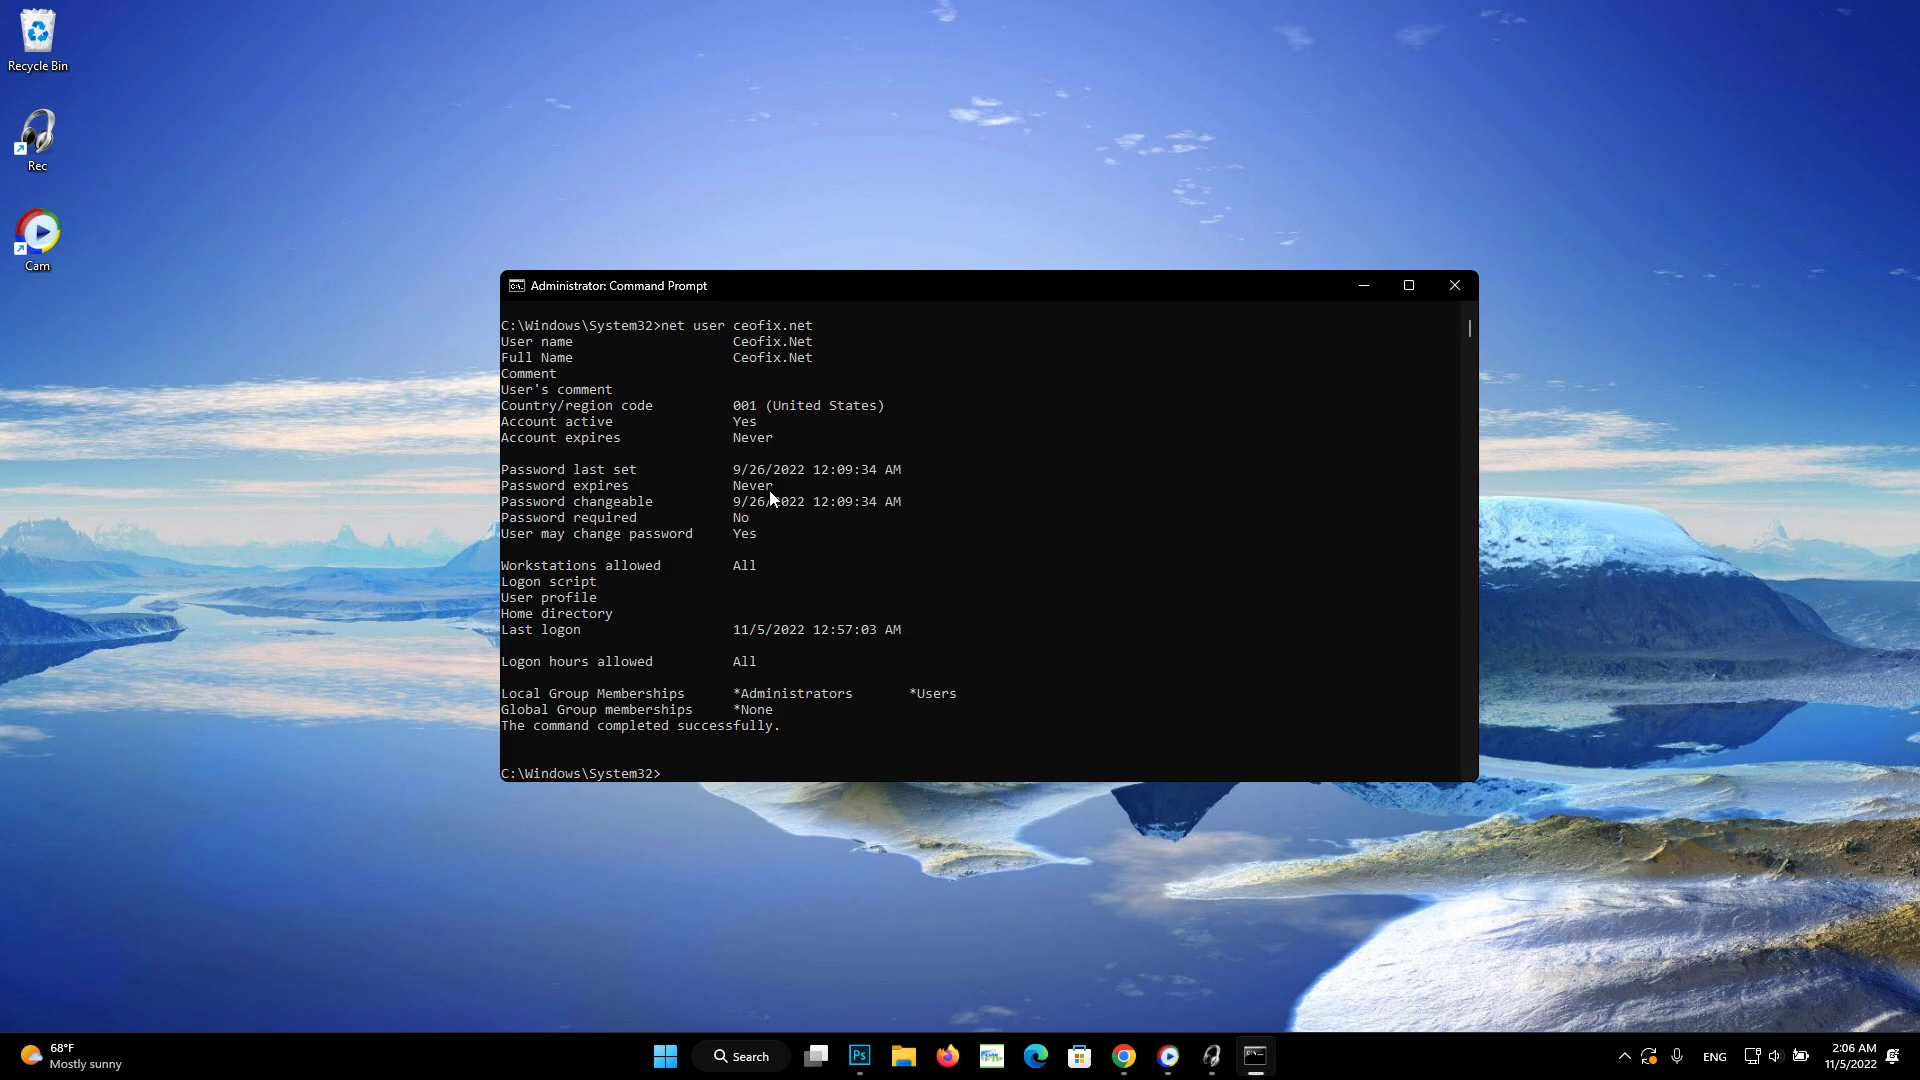 Recycle Bin
Rec
Cam
Administrator: Command Prompt
C:\Windows\System32>net user ceofix.net
User name Ceofix.Net
Full Name Ceofix.Net
Comment
User's comment
Country/region code 001 (United States)
Account active Yes
Account expires Never
Password last set 9/26/2022 12:09:34 AM
Password expires Never
Password changeable 9/26/2022 12:09:34 AM
Password required No
User may change password Yes
Workstations allowed All
Logon script
User profile
Home directory
Last logon 11/5/2022 12:57:03 AM
Logon hours allowed All
Local Group Memberships *Administrators *Users
Global Group memberships *None
The command completed successfully.
C:\Windows\System32>
68°F
Mostly sunny
Search
Ps
ENG
2:06 AM
11/5/2022